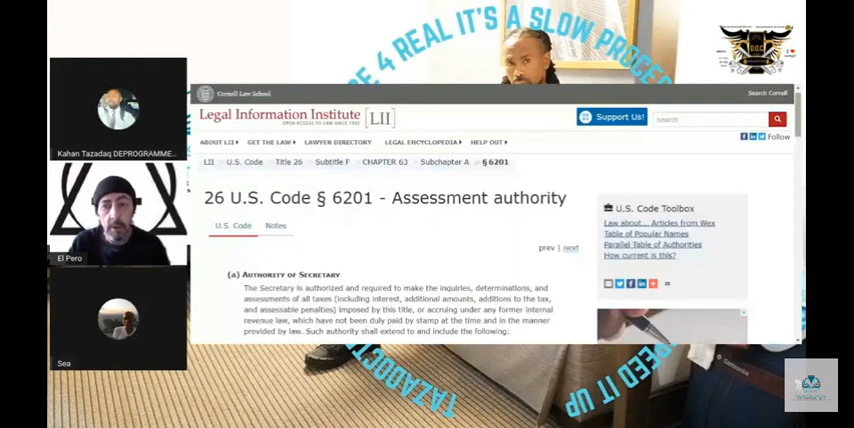 E 4 REAL IT'S A SLOW PROCE
Kahan Tazadaq DEPROGRAMME...
El Pero
Sea
Cornell Law School
Search Cornell
Legal Information Institute [LII]
OPEN ACCESS TO LAW SINCE 1992
Support Us!
Search
ABOUT LII
GET THE LAW
LAWYER DIRECTORY
LEGAL ENCYCLOPEDIA
HELP OUT
Follow
LII
U.S. Code
Title 26
Subtitle F
CHAPTER 63
Subchapter A
§ 6201
26 U.S. Code § 6201 - Assessment authority
U.S. Code
Notes
prev | next
(a) AUTHORITY OF SECRETARY
The Secretary is authorized and required to make the inquiries, determinations, and
assessments of all taxes (including interest, additional amounts, additions to the tax,
and assessable penalties) imposed by this title, or accruing under any former internal
revenue law, which have not been duly paid by stamp at the time and in the manner
provided by law. Such authority shall extend to and include the following:
U.S. Code Toolbox
Law about... Articles from Wex
Table of Popular Names
Parallel Table of Authorities
How current is this?
TAZADOCT
EED IT UP